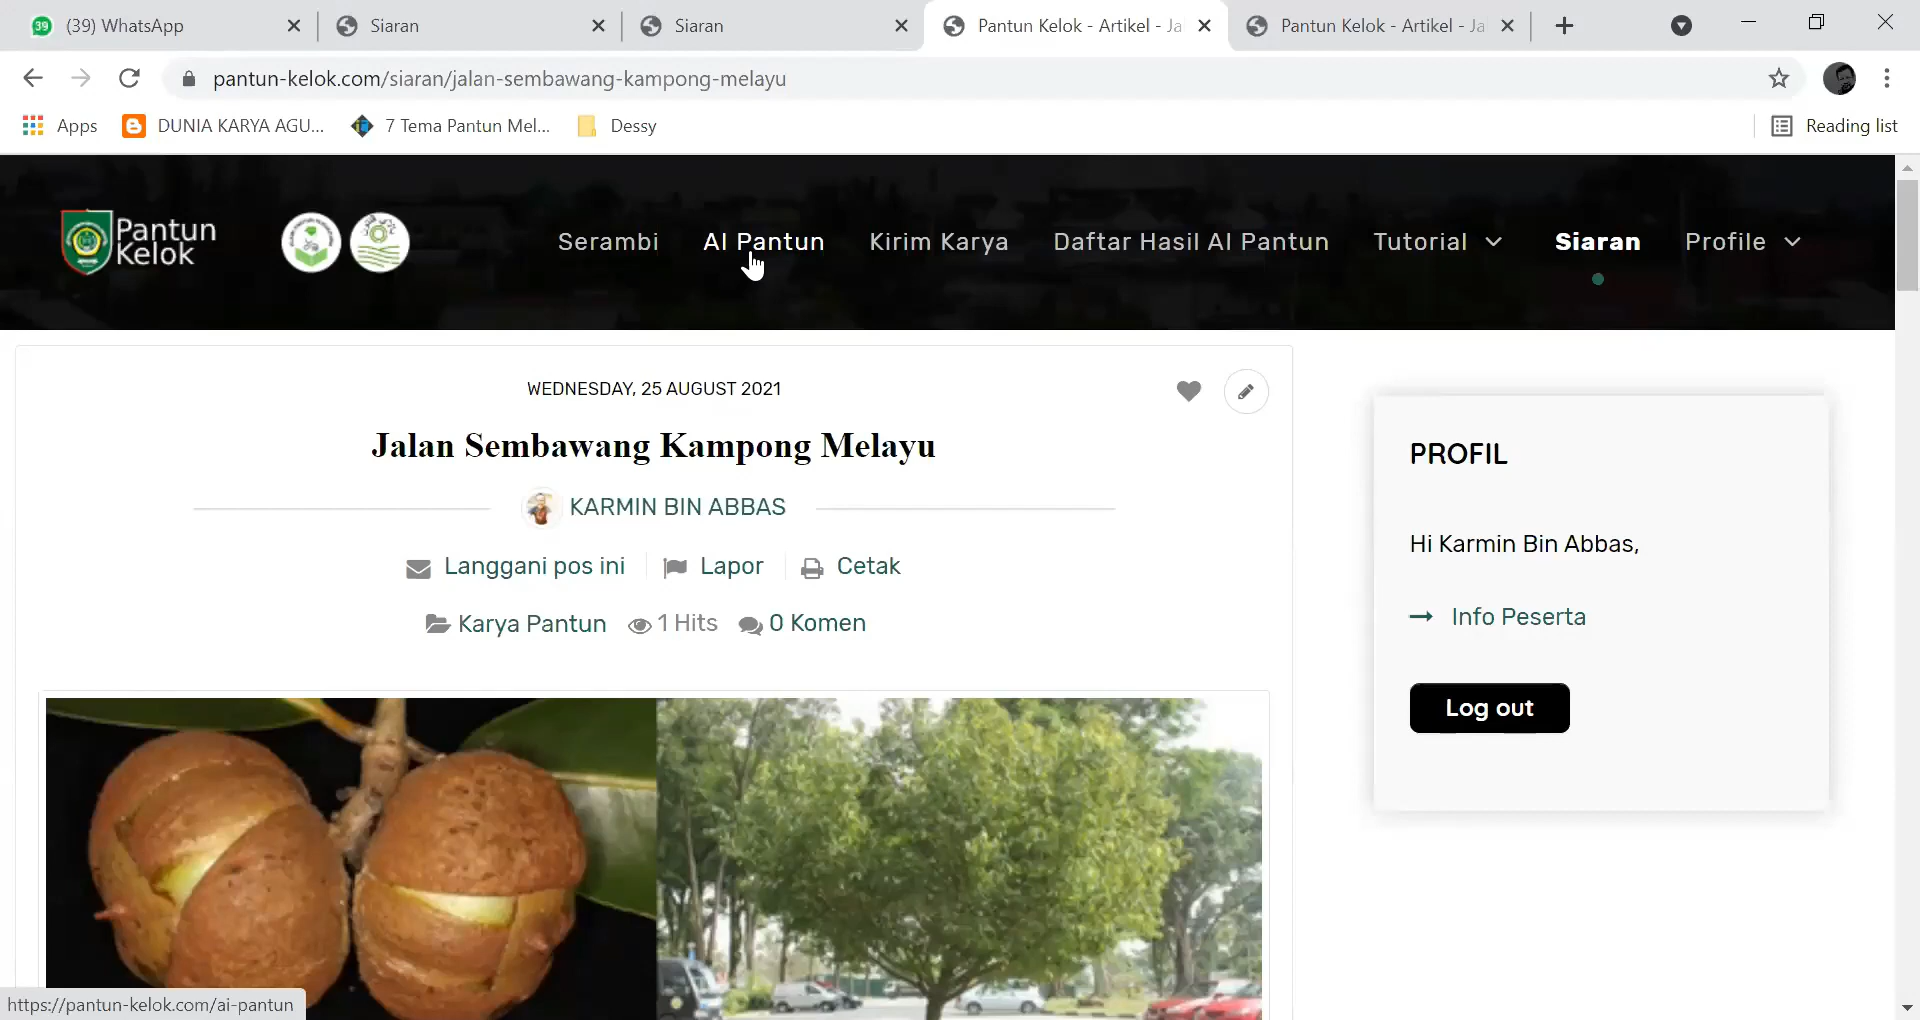 39 (39) WhatsApp
Siaran
Siaran
Pantun Kelok - Artikel - Ja
Pantun Kelok - Artikel - Ja
pantun-kelok.com/siaran/jalan-sembawang-kampong-melayu
Apps
DUNIA KARYA AGU...
7 Tema Pantun Mel...
Dessy
Reading list
Pantun
Kelok
Serambi
AI Pantun
Kirim Karya
Daftar Hasil AI Pantun
Tutorial
Siaran
Profile
WEDNESDAY, 25 AUGUST 2021
Jalan Sembawang Kampong Melayu
KARMIN BIN ABBAS
Langgani pos ini
Lapor
Cetak
Karya Pantun
1 Hits
0 Komen
PROFIL
Hi Karmin Bin Abbas,
Info Peserta
Log out
https://pantun-kelok.com/ai-pantun